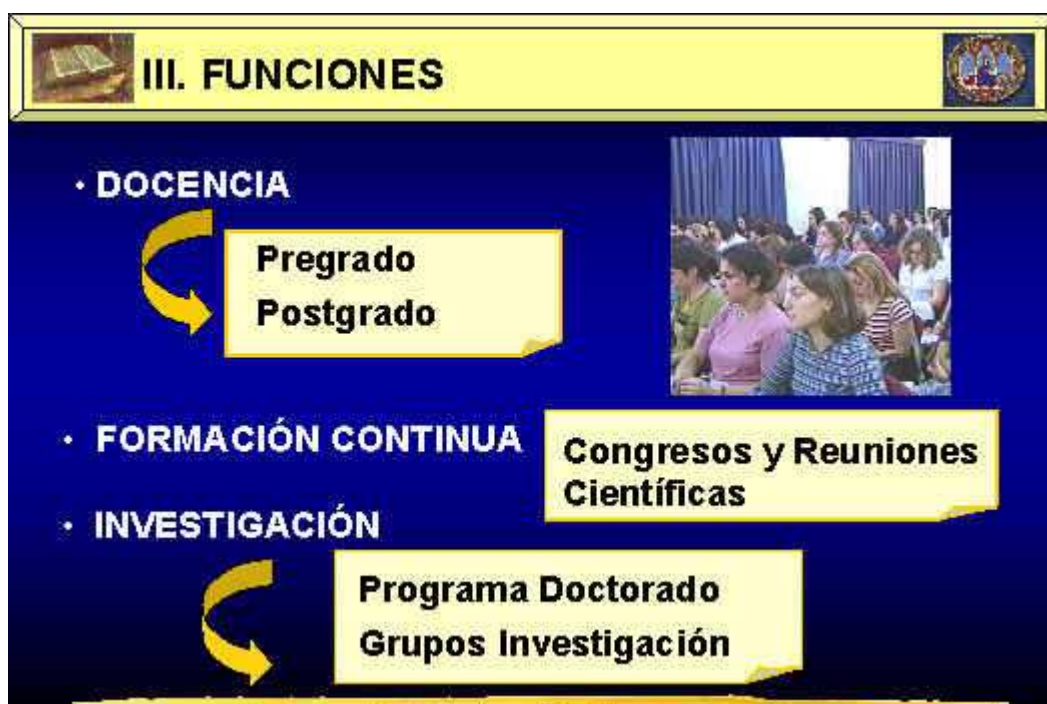 III. FUNCIONES
• DOCENCIA
Pregrado
Postgrado
• FORMACIÓN CONTINUA
Congresos y Reuniones
Científicas
• INVESTIGACIÓN
Programa Doctorado
Grupos Investigación